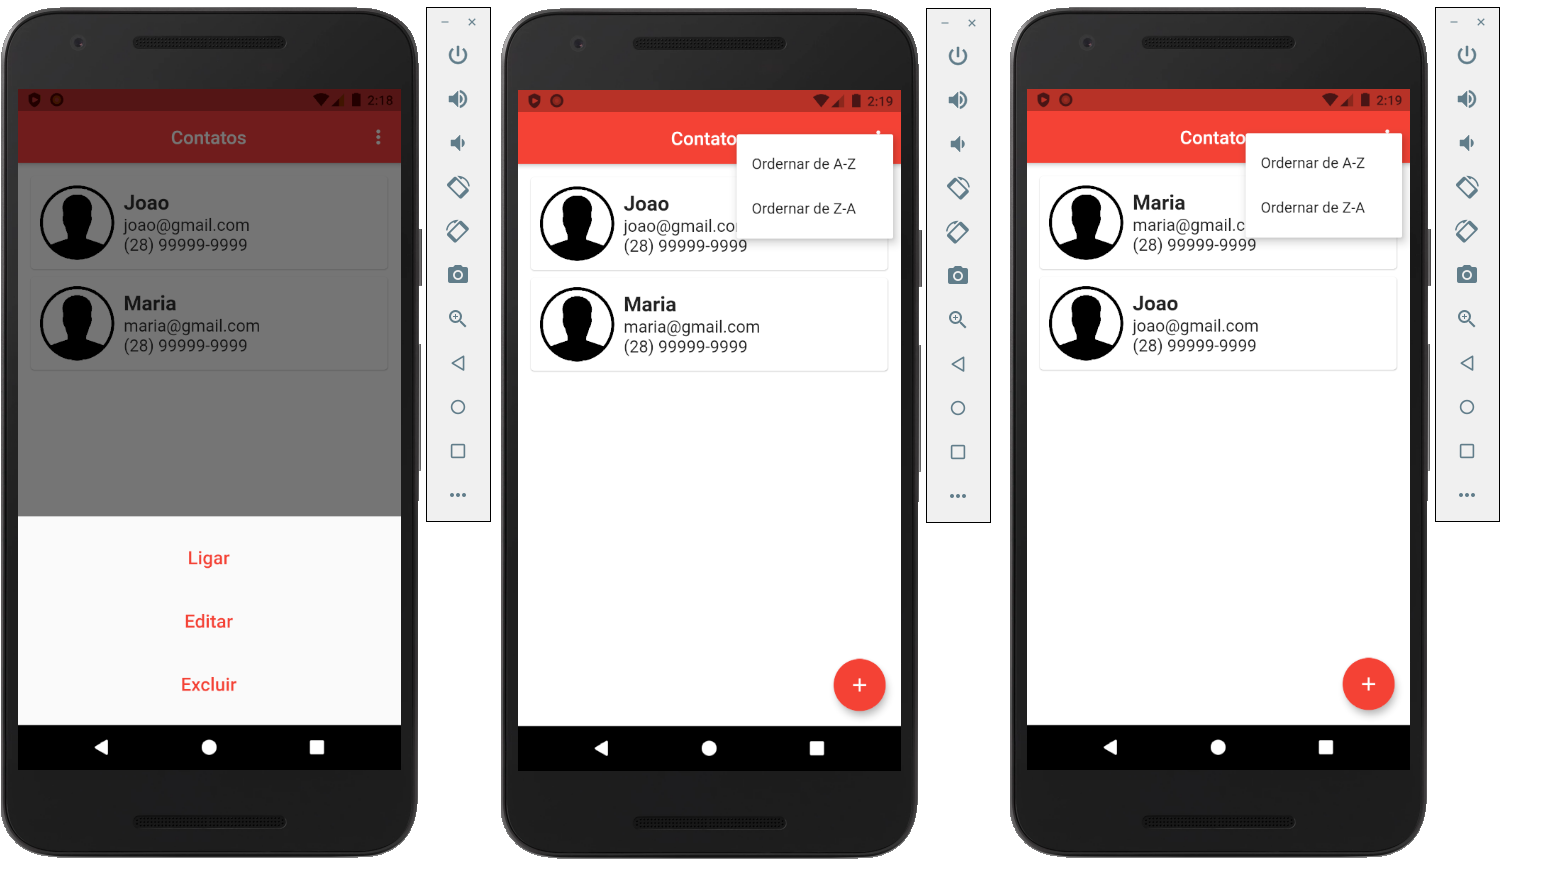 2:18
Contatos
Joao
joao@gmail.com
(28) 99999-9999
Maria
maria@gmail.com
(28) 99999-9999
Ligar
Editar
Excluir
2:19
Contato
Ordernar de A-Z
Ordernar de Z-A
Joao
joao@gmail.co
(28) 99999-9999
Maria
maria@gmail.com
(28) 99999-9999
2:19
Contato
Ordernar de A-Z
Ordernar de Z-A
Maria
maria@gmail.c
(28) 99999-9999
Joao
joao@gmail.com
(28) 99999-9999